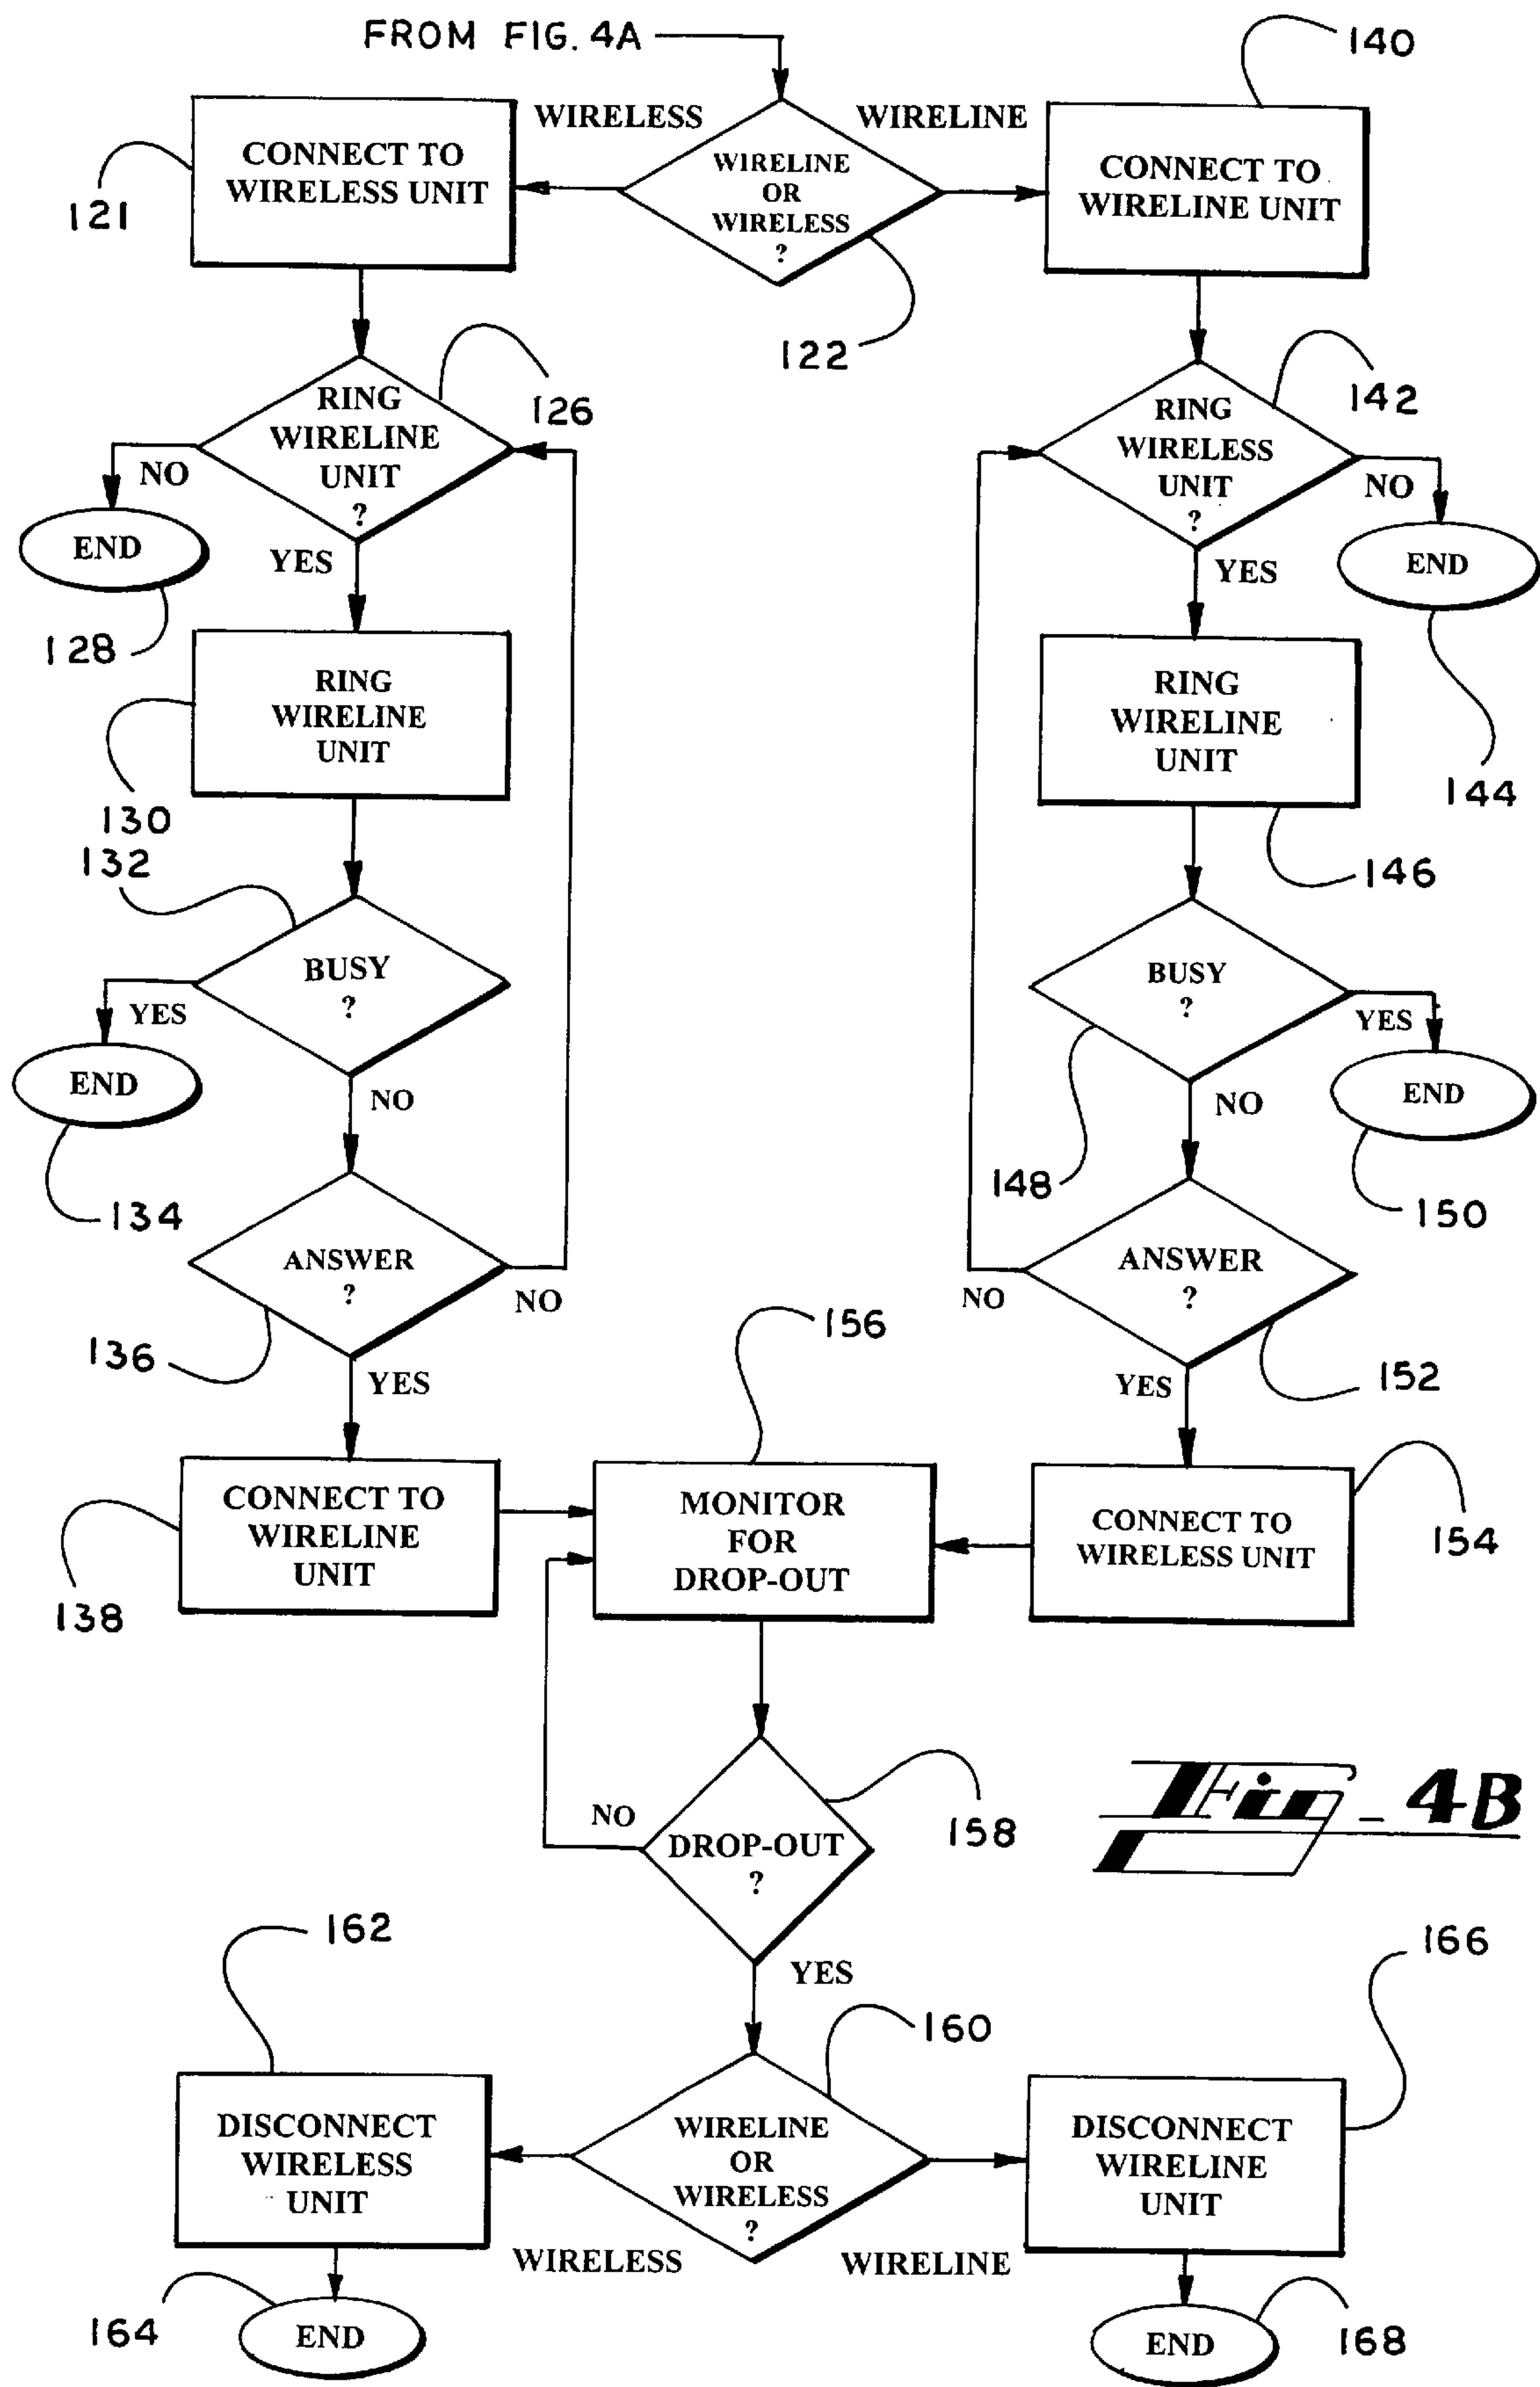 FROM FIG. 4A
140
WIRELESS
WIRELINE
CONNECT TO
WIRELESS UNIT
121
WIRELINE
OR
WIRELESS
?
122
CONNECT TO
WIRELINE UNIT
RING
WIRELINE
UNIT
?
126
NO
END
128
YES
RING
WIRELESS
UNIT
?
142
NO
END
144
YES
RING
WIRELINE
UNIT
130
RING
WIRELINE
UNIT
146
132
BUSY
?
YES
END
134
NO
BUSY
?
148
YES
END
150
NO
ANSWER
?
NO
136
YES
ANSWER
?
NO
152
YES
156
CONNECT TO
WIRELINE
UNIT
138
MONITOR
FOR
DROP-OUT
CONNECT TO
WIRELESS UNIT
154
NO
DROP-OUT
?
158
YES
Fig_4B
162
160
166
DISCONNECT
WIRELESS
UNIT
WIRELINE
OR
WIRELESS
?
DISCONNECT
WIRELINE
UNIT
WIRELESS
WIRELINE
164
END
END
168